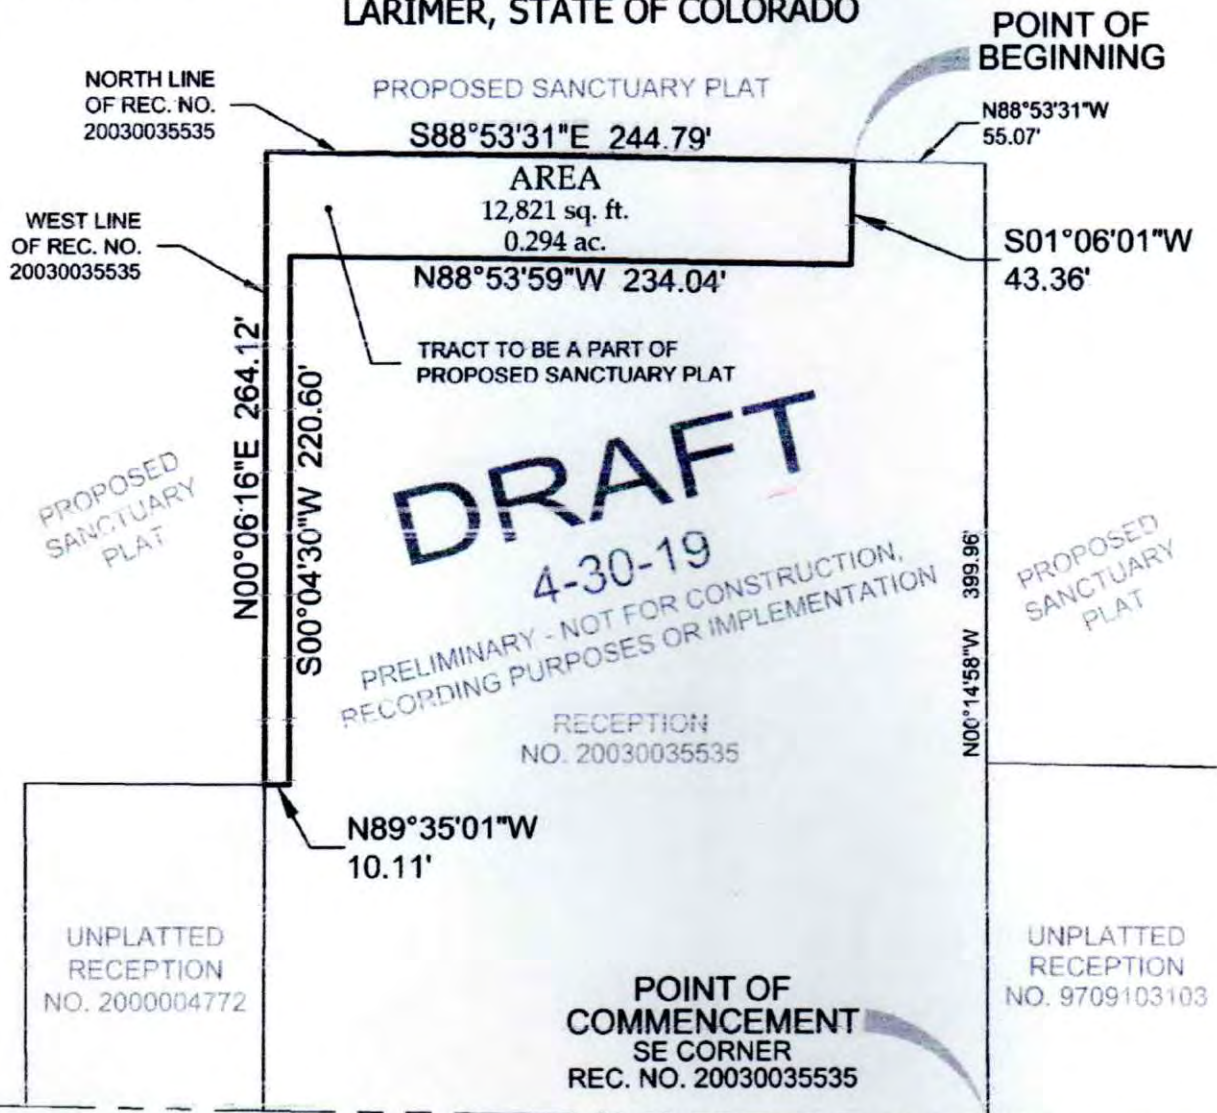 LARIMER, STATE OF COLORADO
POINT OF
BEGINNING
NORTH LINE
OF REC. NO.
20030035535
PROPOSED SANCTUARY PLAT
N88°53'31"W
55.07'
S88°53'31"E 244.79'
AREA
12,821 sq. ft.
0.294 ac.
WEST LINE
OF REC. NO.
20030035535
S01°06'01"W
43.36'
N88°53'59"W 234.04'
TRACT TO BE A PART OF
PROPOSED SANCTUARY PLAT
N00°06'16"E 264.12'
S00°04'30"W 220.60'
DRAFT
4-30-19
PRELIMINARY - NOT FOR CONSTRUCTION,
RECORDING PURPOSES OR IMPLEMENTATION
PROPOSED
SANCTUARY
PLAT
N00°14'58"W 399.96'
PROPOSED
SANCTUARY
PLAT
RECEPTION
NO. 20030035535
N89°35'01"W
10.11'
UNPLATTED
RECEPTION
NO. 2000004772
UNPLATTED
RECEPTION
NO. 9709103103
POINT OF
COMMENCEMENT
SE CORNER
REC. NO. 20030035535